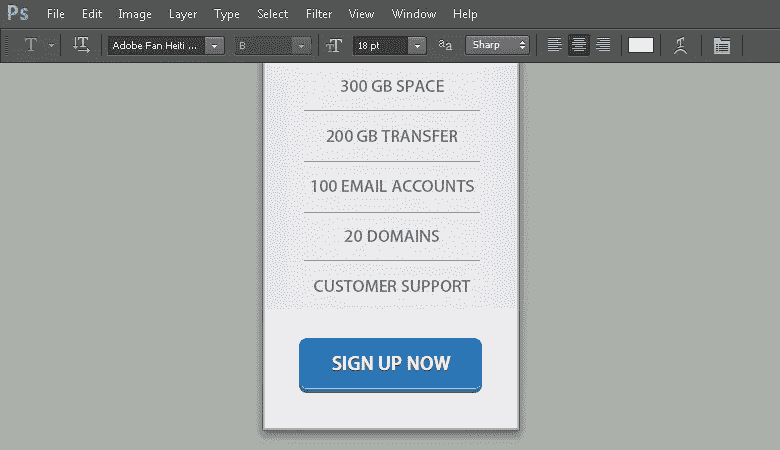 Ps File Edit Image Layer Type Select Filter View Window Help
T T Adobe Fan Heiti ... B TT 18 pt aa Sharp
300 GB SPACE
200 GB TRANSFER
100 EMAIL ACCOUNTS
20 DOMAINS
CUSTOMER SUPPORT
SIGN UP NOW